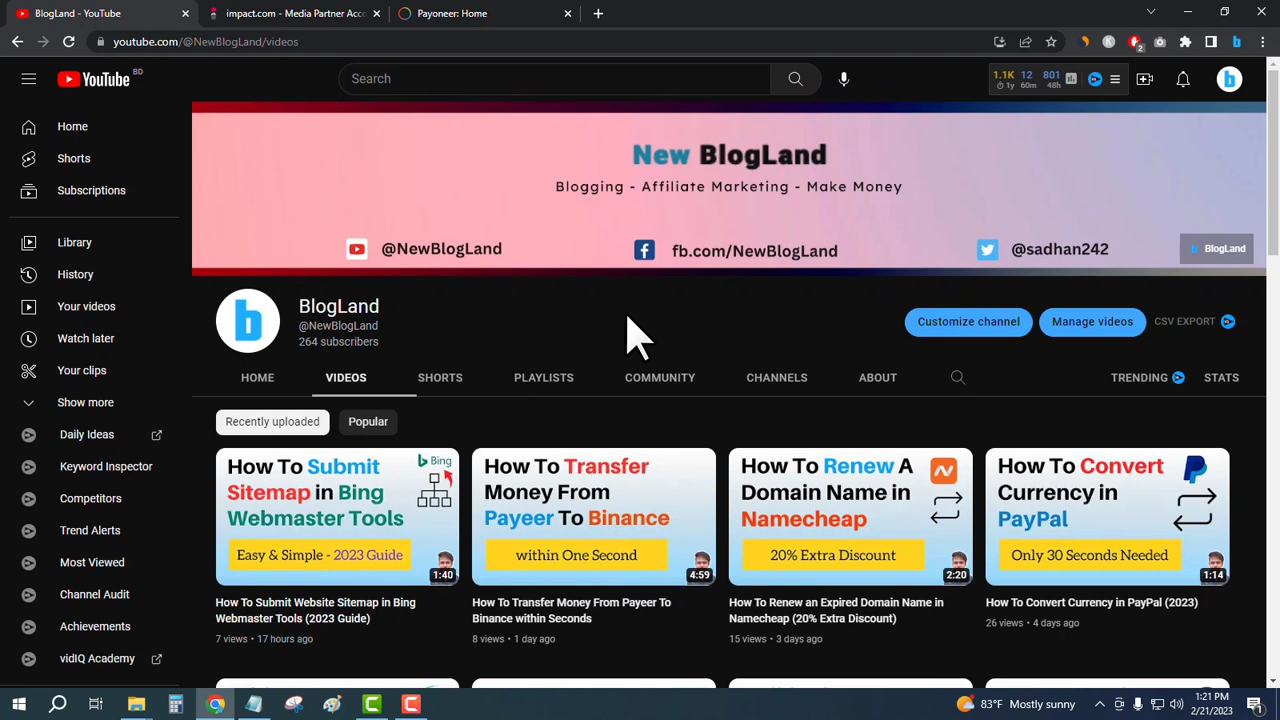 BlogLand - YouTube
impact.com - Media Partner Acco
Payoneer: Home
youtube.com/@NewBlogLand/videos
2
YouTube BD
Search
1.1K 12 801
1y 60m 48h
Home
Shorts
Subscriptions
Library
History
Your videos
Watch later
Your clips
Show more
Daily Ideas
Keyword Inspector
Competitors
Trend Alerts
Most Viewed
Channel Audit
Achievements
vidIQ Academy
New BlogLand
Blogging - Affiliate Marketing - Make Money
@NewBlogLand
fb.com/NewBlogLand
@sadhan242
BlogLand
BlogLand
@NewBlogLand
264 subscribers
Customize channel
Manage videos
CSV EXPORT
HOME
VIDEOS
SHORTS
PLAYLISTS
COMMUNITY
CHANNELS
ABOUT
TRENDING
STATS
Recently uploaded
Popular
How To Submit
Sitemap in Bing
Webmaster Tools
Bing
Easy & Simple - 2023 Guide
1:40
How To Submit Website Sitemap in Bing
Webmaster Tools (2023 Guide)
7 views • 17 hours ago
How To Transfer
Money From
Payeer To Binance
within One Second
4:59
How To Transfer Money From Payeer To
Binance within Seconds
8 views • 1 day ago
How To Renew A
Domain Name in
Namecheap
20% Extra Discount
2:20
How To Renew an Expired Domain Name in
Namecheap (20% Extra Discount)
15 views • 3 days ago
How To Convert
Currency in
PayPal
Only 30 Seconds Needed
1:14
How To Convert Currency in PayPal (2023)
26 views • 4 days ago
83°F Mostly sunny
1:21 PM
2/21/2023